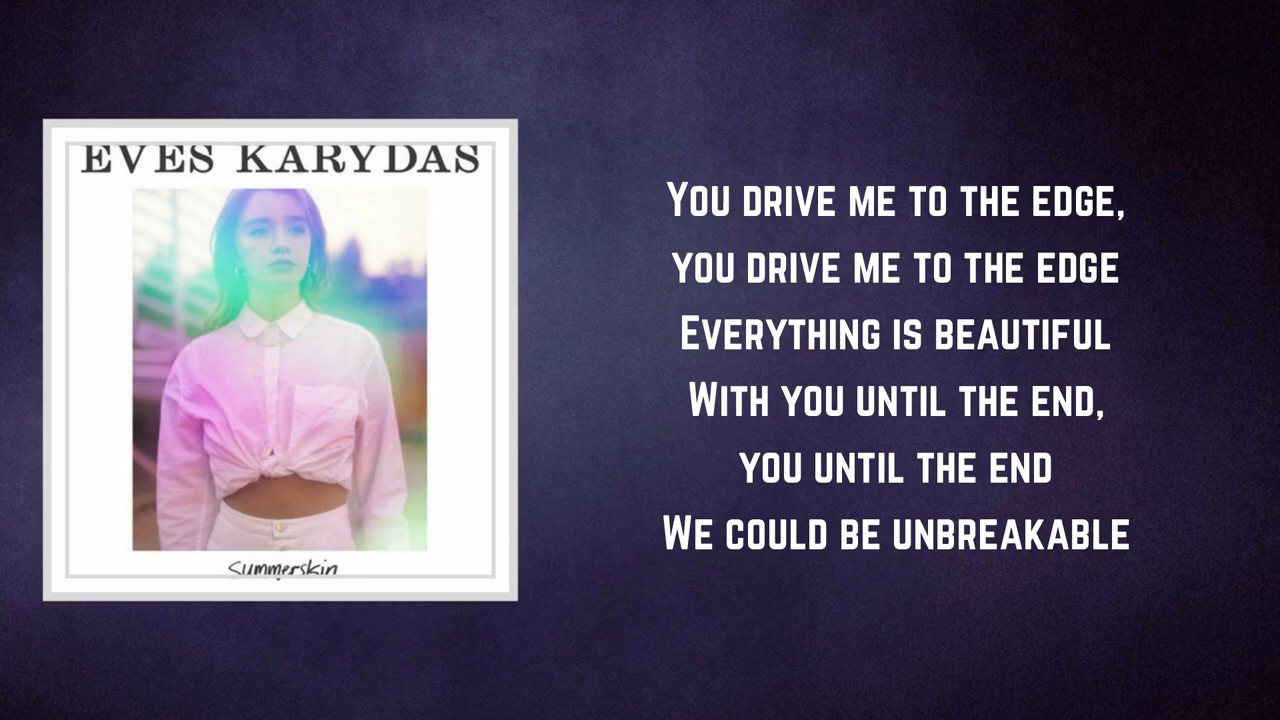 EVES KARYDAS
summerskin
You drive me to the edge,
you drive me to the edge
Everything is beautiful
With you until the end,
you until the end
We could be unbreakable